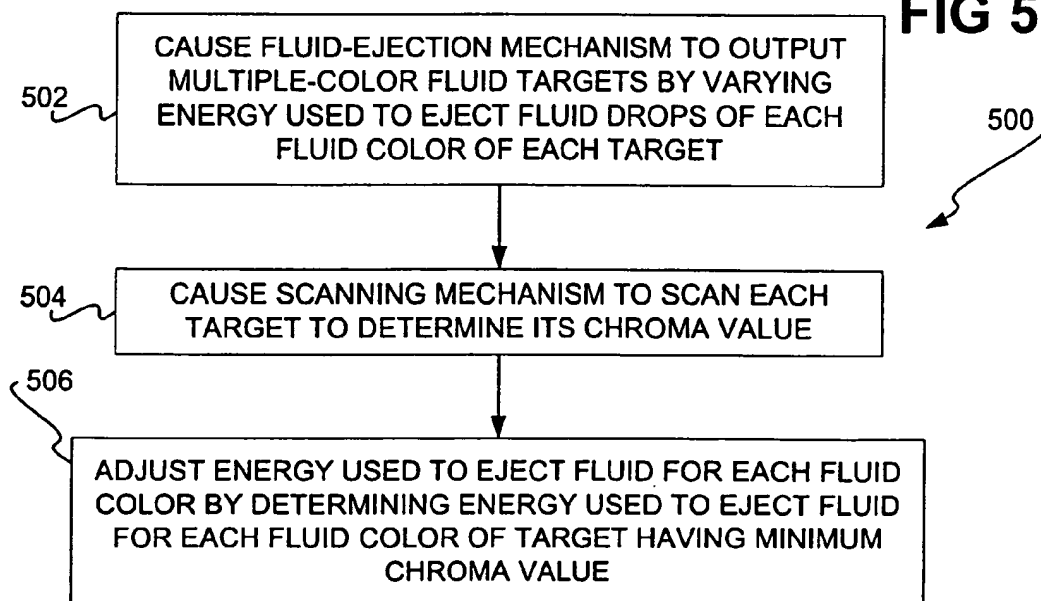 FIG 5
500
502
CAUSE FLUID-EJECTION MECHANISM TO OUTPUT
MULTIPLE-COLOR FLUID TARGETS BY VARYING
ENERGY USED TO EJECT FLUID DROPS OF EACH
FLUID COLOR OF EACH TARGET
504
CAUSE SCANNING MECHANISM TO SCAN EACH
TARGET TO DETERMINE ITS CHROMA VALUE
506
ADJUST ENERGY USED TO EJECT FLUID FOR EACH FLUID
COLOR BY DETERMINING ENERGY USED TO EJECT FLUID
FOR EACH FLUID COLOR OF TARGET HAVING MINIMUM
CHROMA VALUE